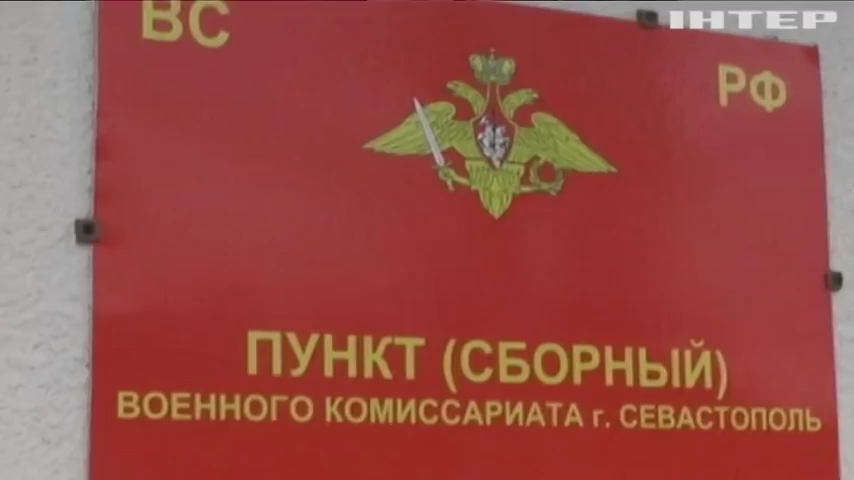 ІНТЕР
ВС
РФ
ПУНКТ (СБОРНЫЙ)
ВОЕННОГО КОМИССАРИАТА г. СЕВАСТОПОЛЬ